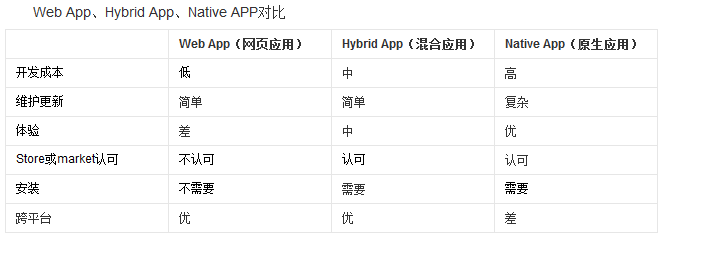 Web App、Hybrid App、Native APP对比
Web App（网页应用） Hybrid App（混合应用） Native App（原生应用）
开发成本 低 中 高
维护更新 简单 简单 复杂
体验 差 中 优
Store或market认可 不认可 认可 认可
安装 不需要 需要 需要
跨平台 优 优 差